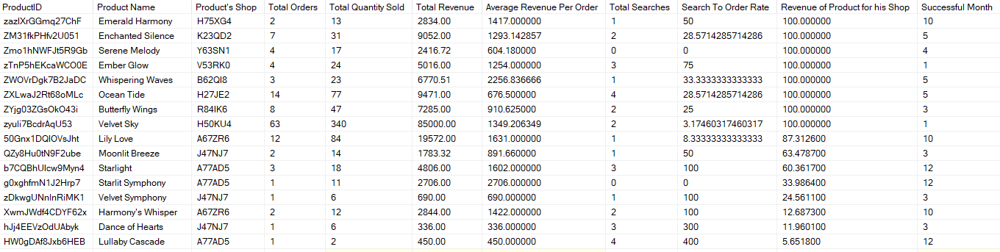 ProductID Product Name Product's Shop Total Orders Total Quantity Sold Total Revenue Average Revenue Per Order Total Searches Search To Order Rate Revenue of Product for his Shop Successful Month
zazlXrGGmq27ChF Emerald Harmony H75XG4 2 13 2834.00 1417.000000 1 50 100.000000 10
ZM31fkPHfv2U051 Enchanted Silence K23QD2 7 31 9052.00 1293.142857 2 28.5714285714286 100.000000 5
Zmo1hNWFJt5R9Gb Serene Melody Y63SN1 4 17 2416.72 604.180000 0 0 100.000000 4
zTnP5hEKcaWCO0E Ember Glow V53RK0 4 24 5016.00 1254.000000 3 75 100.000000 1
ZWOVrDgk7B2JaDC Whispering Waves B62QI8 3 23 6770.51 2256.836666 1 33.3333333333333 100.000000 5
ZXLwaJ2Rt68oMLc Ocean Tide H27JE2 14 77 9471.00 676.500000 4 28.5714285714286 100.000000 5
ZYjg03ZGsOkO43i Butterfly Wings R84IK6 8 47 7285.00 910.625000 2 25 100.000000 3
zyuli7BcdrAqU53 Velvet Sky H50KU4 63 340 85000.00 1349.206349 2 3.17460317460317 100.000000 1
50Gnx1DQIOVsJht Lily Love A67ZR6 12 84 19572.00 1631.000000 1 8.33333333333333 87.312600 10
QZy8Hu0tN9F2ube Moonlit Breeze J47NJ7 2 14 1783.32 891.660000 1 50 63.478700 3
b7CQBhUlcw9Myn4 Starlight A77AD5 3 18 4806.00 1602.000000 3 100 60.361700 12
g0xghfmN1J2Hrp7 Starlit Symphony A77AD5 1 11 2706.00 2706.000000 0 0 33.986400 12
zDkwgUNnlnRiMK1 Velvet Symphony J47NJ7 1 6 690.00 690.000000 1 100 24.561100 3
XwmJWdf4CDYF62x Harmony's Whisper A67ZR6 2 12 2844.00 1422.000000 2 100 12.687300 10
hJj4EEVzOdUAbyk Dance of Hearts J47NJ7 1 6 336.00 336.000000 3 300 11.960100 3
HW0gDAf8Jxb6HEB Lullaby Cascade A77AD5 1 2 450.00 450.000000 4 400 5.651800 12